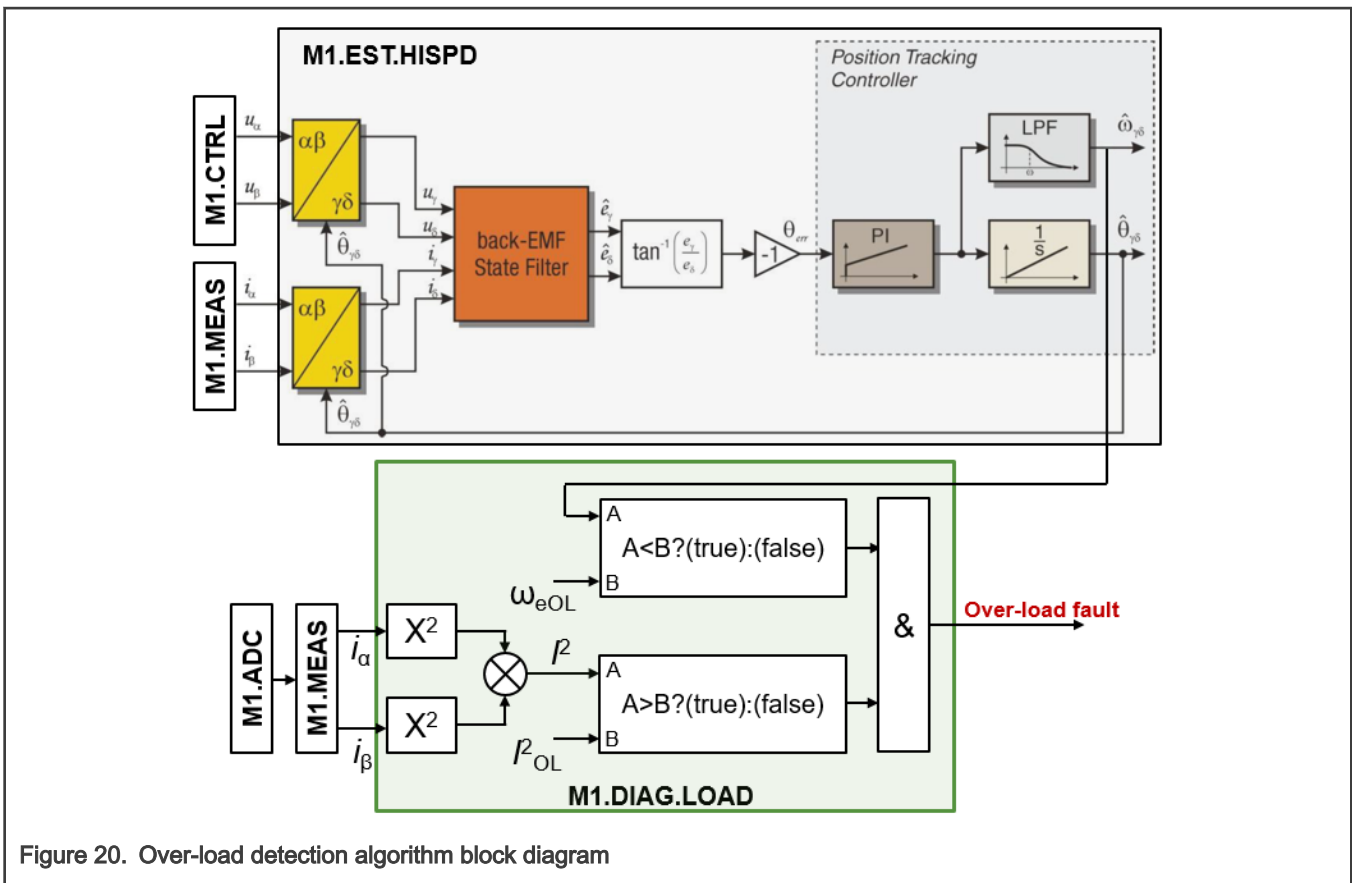 M1.EST.HISPD
Position Tracking
Controller
M1.CTRL
uα
uβ
αβ
γδ
θ̂γδ
M1.MEAS
iα
iβ
αβ
γδ
θ̂γδ
uγ
uδ
iγ
iδ
back-EMF
State Filter
êγ
êδ
tan⁻¹(eγ/eδ)
-1
θerr
PI
LPF
ω
ω̂γδ
1/s
θ̂γδ
A
A<B?(true):(false)
B
ωeOL
&
Over-load fault
M1.ADC
M1.MEAS
iα
iβ
X²
X²
I²
A
A>B?(true):(false)
B
I²OL
M1.DIAG.LOAD
Figure 20. Over-load detection algorithm block diagram